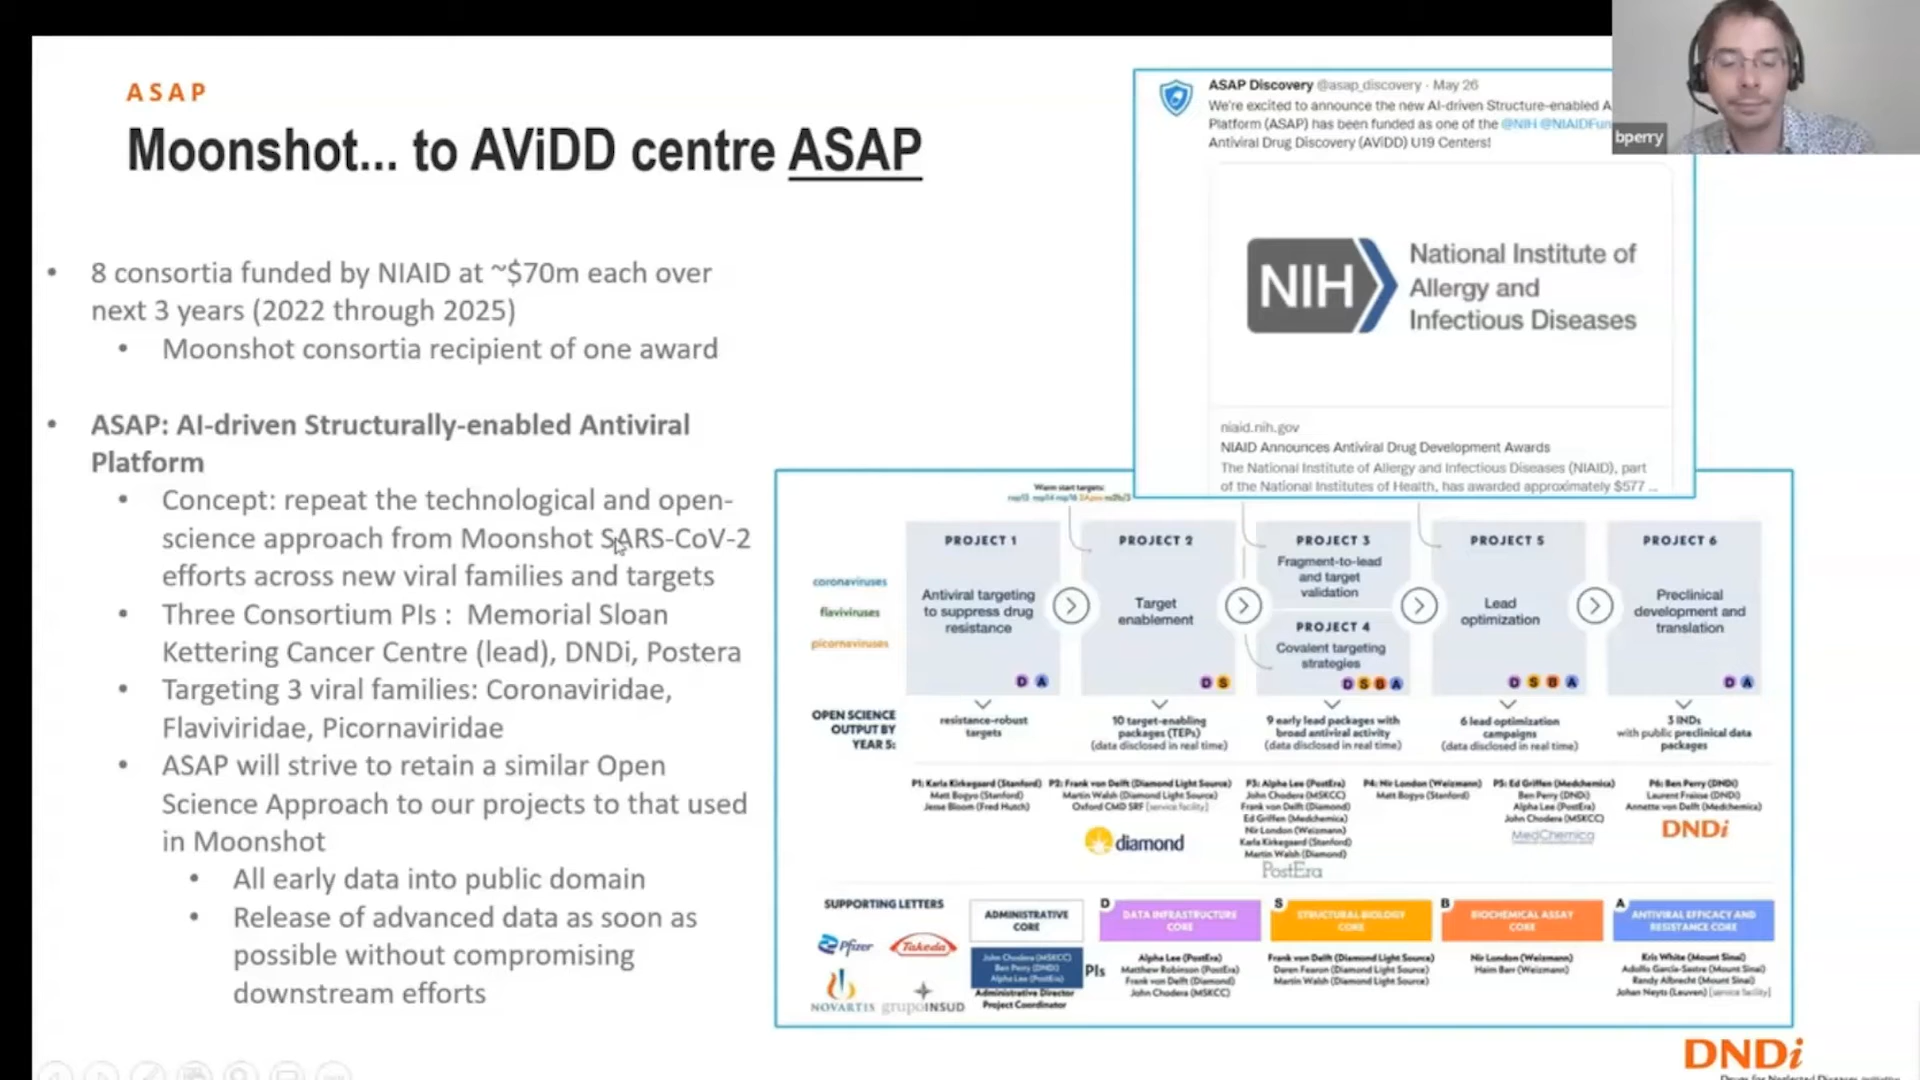 ASAP
Moonshot... to AViDD centre ASAP
• 8 consortia funded by NIAID at ~$70m each over
next 3 years (2022 through 2025)
• Moonshot consortia recipient of one award
• ASAP: AI-driven Structurally-enabled Antiviral
Platform
• Concept: repeat the technological and open-
science approach from Moonshot SARS-CoV-2
efforts across new viral families and targets
• Three Consortium PIs : Memorial Sloan
Kettering Cancer Centre (lead), DNDi, Postera
• Targeting 3 viral families: Coronaviridae,
Flaviviridae, Picornaviridae
• ASAP will strive to retain a similar Open
Science Approach to our projects to that used
in Moonshot
• All early data into public domain
• Release of advanced data as soon as
possible without compromising
downstream efforts
ASAP Discovery @asap_discovery · May 26
We're excited to announce the new AI-driven Structure-enabled A
Platform (ASAP) has been funded as one of the @NIH @NIAIDFun
Antiviral Drug Discovery (AViDD) U19 Centers!
NIH
National Institute of
Allergy and
Infectious Diseases
niaid.nih.gov
NIAID Announces Antiviral Drug Development Awards
The National Institute of Allergy and Infectious Diseases (NIAID), part
of the National Institutes of Health, has awarded approximately $577 ...
bperry
Warm start targets:
coronaviruses
flaviviruses
picornaviruses
PROJECT 1
Antiviral targeting
to suppress drug
resistance
D A
PROJECT 2
Target
enablement
D S
PROJECT 3
Fragment-to-lead
and target
validation
PROJECT 4
Covalent targeting
strategies
D S B A
PROJECT 5
Lead
optimization
D S B A
PROJECT 6
Preclinical
development and
translation
D A
OPEN SCIENCE
OUTPUT BY
YEAR 5:
resistance-robust
targets
10 target-enabling
packages (TEPs)
(data disclosed in real time)
9 early lead packages with
broad antiviral activity
(data disclosed in real time)
6 lead optimization
campaigns
(data disclosed in real time)
3 INDs
with public preclinical data
packages
P1: Karla Kirkegaard (Stanford)
Matt Bogyo (Stanford)
Jesse Bloom (Fred Hutch)
P2: Frank von Delft (Diamond Light Source)
Martin Walsh (Diamond Light Source)
Oxford CMD SRF [service facility]
diamond
P3: Alpha Lee (PostEra)
John Chodera (MSKCC)
Frank von Delft (Diamond)
Ed Griffen (Medchemica)
Nir London (Weizmann)
Karla Kirkegaard (Stanford)
Martin Walsh (Diamond)
PostEra
P4: Nir London (Weizmann)
Matt Bogyo (Stanford)
P5: Ed Griffen (Medchemica)
Ben Perry (DNDi)
Alpha Lee (PostEra)
John Chodera (MSKCC)
MedChemica
P6: Ben Perry (DNDi)
Laurent Fraisse (DNDi)
Annette von Delft (Medchemica)
DNDi
SUPPORTING LETTERS
Pfizer
Takeda
NOVARTIS
grupoINSUD
ADMINISTRATIVE
CORE
John Chodera (MSKCC)
Ben Perry (DNDi)
Alpha Lee (PostEra)
PIs
Administrative Director
Project Coordinator
D
DATA INFRASTRUCTURE
CORE
Alpha Lee (PostEra)
Matthew Robinson (PostEra)
Frank von Delft (Diamond)
John Chodera (MSKCC)
S
STRUCTURAL BIOLOGY
CORE
Frank von Delft (Diamond Light Source)
Daren Fearon (Diamond Light Source)
Martin Walsh (Diamond Light Source)
B
BIOCHEMICAL ASSAY
CORE
Nir London (Weizmann)
Haim Barr (Weizmann)
A
ANTIVIRAL EFFICACY AND
RESISTANCE CORE
Kris White (Mount Sinai)
Adolfo García-Sastre (Mount Sinai)
Randy Albrecht (Mount Sinai)
Johan Neyts (Leuven) [service facility]
DNDi